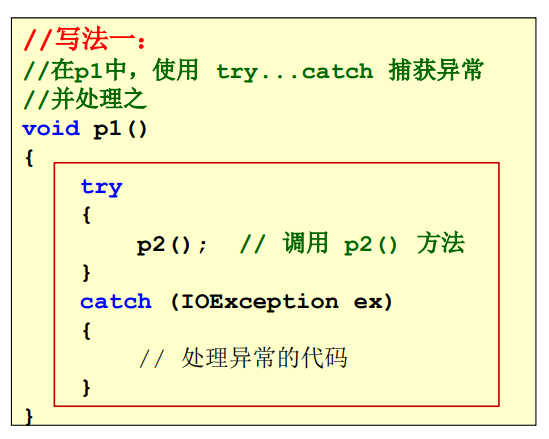 //写法一：
//在p1中，使用 try...catch 捕获异常
//并处理之
void p1()
{
try
{
p2(); // 调用 p2() 方法
}
catch (IOException ex)
{
// 处理异常的代码
}
}